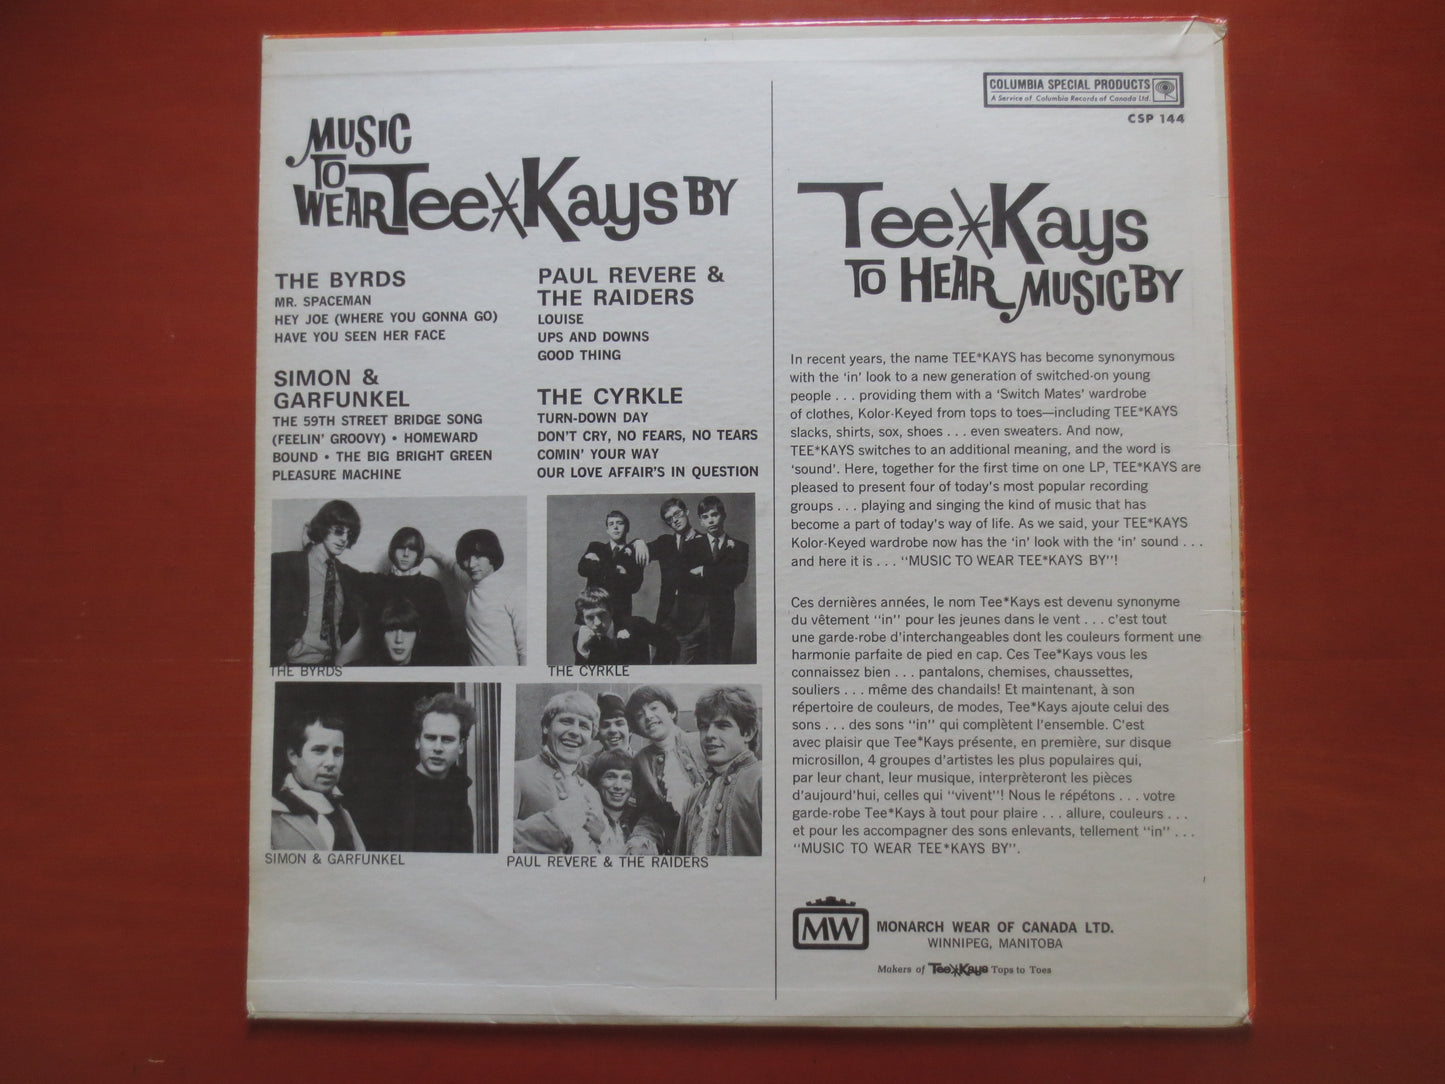 MUSIC
TO
WEAR Tee*Kays BY
THE BYRDS
MR. SPACEMAN
HEY JOE (WHERE YOU GONNA GO)
HAVE YOU SEEN HER FACE
SIMON &
GARFUNKEL
THE 59TH STREET BRIDGE SONG
(FEELIN' GROOVY) • HOMEWARD
BOUND • THE BIG BRIGHT GREEN
PLEASURE MACHINE
PAUL REVERE &
THE RAIDERS
LOUISE
UPS AND DOWNS
GOOD THING
THE CYRKLE
TURN-DOWN DAY
DON'T CRY, NO FEARS, NO TEARS
COMIN' YOUR WAY
OUR LOVE AFFAIR'S IN QUESTION
THE BYRDS
THE CYRKLE
SIMON & GARFUNKEL
PAUL REVERE & THE RAIDERS
COLUMBIA SPECIAL PRODUCTS
A Service of Columbia Records of Canada Ltd.
CSP 144
Tee*Kays
TO HEAR MUSIC BY
In recent years, the name TEE*KAYS has become synonymous
with the 'in' look to a new generation of switched-on young
people . . . providing them with a 'Switch Mates' wardrobe
of clothes, Kolor-Keyed from tops to toes—including TEE*KAYS
slacks, shirts, sox, shoes . . . even sweaters. And now,
TEE*KAYS switches to an additional meaning, and the word is
'sound'. Here, together for the first time on one LP, TEE*KAYS are
pleased to present four of today's most popular recording
groups . . . playing and singing the kind of music that has
become a part of today's way of life. As we said, your TEE*KAYS
Kolor-Keyed wardrobe now has the 'in' look with the 'in' sound . . .
and here it is . . . "MUSIC TO WEAR TEE*KAYS BY"!
Ces dernières années, le nom Tee*Kays est devenu synonyme
du vêtement "in" pour les jeunes dans le vent . . . c'est tout
une garde-robe d'interchangeables dont les couleurs forment une
harmonie parfaite de pied en cap. Ces Tee*Kays vous les
connaissez bien . . . pantalons, chemises, chaussettes,
souliers . . . même des chandails! Et maintenant, à son
répertoire de couleurs, de modes, Tee*Kays ajoute celui des
sons . . . des sons "in" qui complètent l'ensemble. C'est
avec plaisir que Tee*Kays présente, en première, sur disque
microsillon, 4 groupes d'artistes les plus populaires qui,
par leur chant, leur musique, interprèteront les pièces
d'aujourd'hui, celles qui "vivent"! Nous le répétons . . . votre
garde-robe Tee*Kays à tout pour plaire . . . allure, couleurs . . .
et pour les accompagner des sons enlevants, tellement "in" . . .
"MUSIC TO WEAR TEE*KAYS BY".
MW
MONARCH WEAR OF CANADA LTD.
WINNIPEG, MANITOBA
Makers of Tee*Kays Tops to Toes